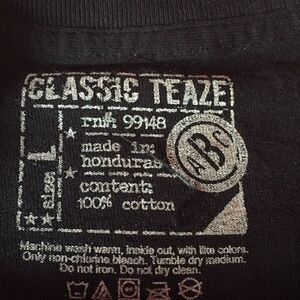 CLASSIC TEAZE
rn#: 99148
made in:
honduras
ABC
size: L
content:
100% cotton
Machine wash warm, inside out, with like colors.
Only non-chlorine bleach. Tumble dry medium.
Do not iron. Do not dry clean.